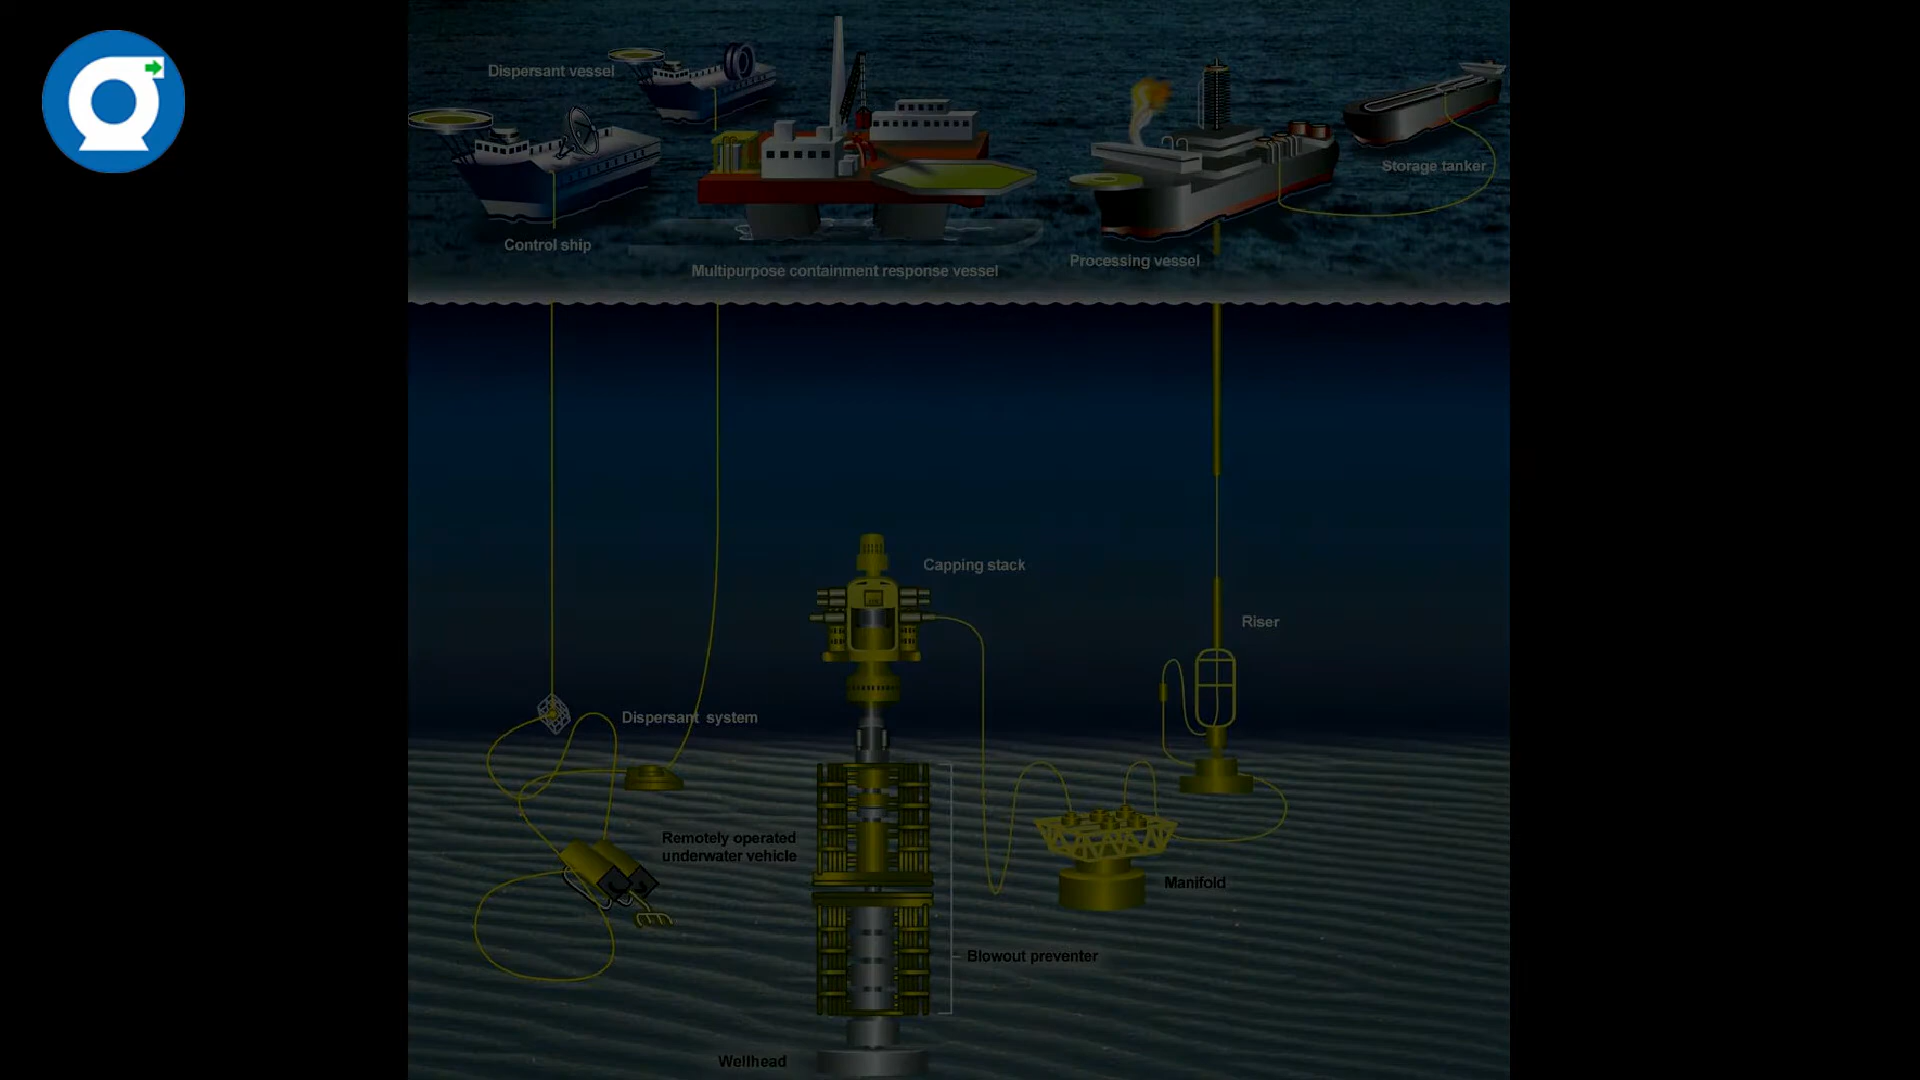 Dispersant vessel
Storage tanker
Control ship
Processing vessel
Multipurpose containment response vessel
Capping stack
Riser
Dispersant system
Remotely operated
underwater vehicle
Manifold
Blowout preventer
Wellhead